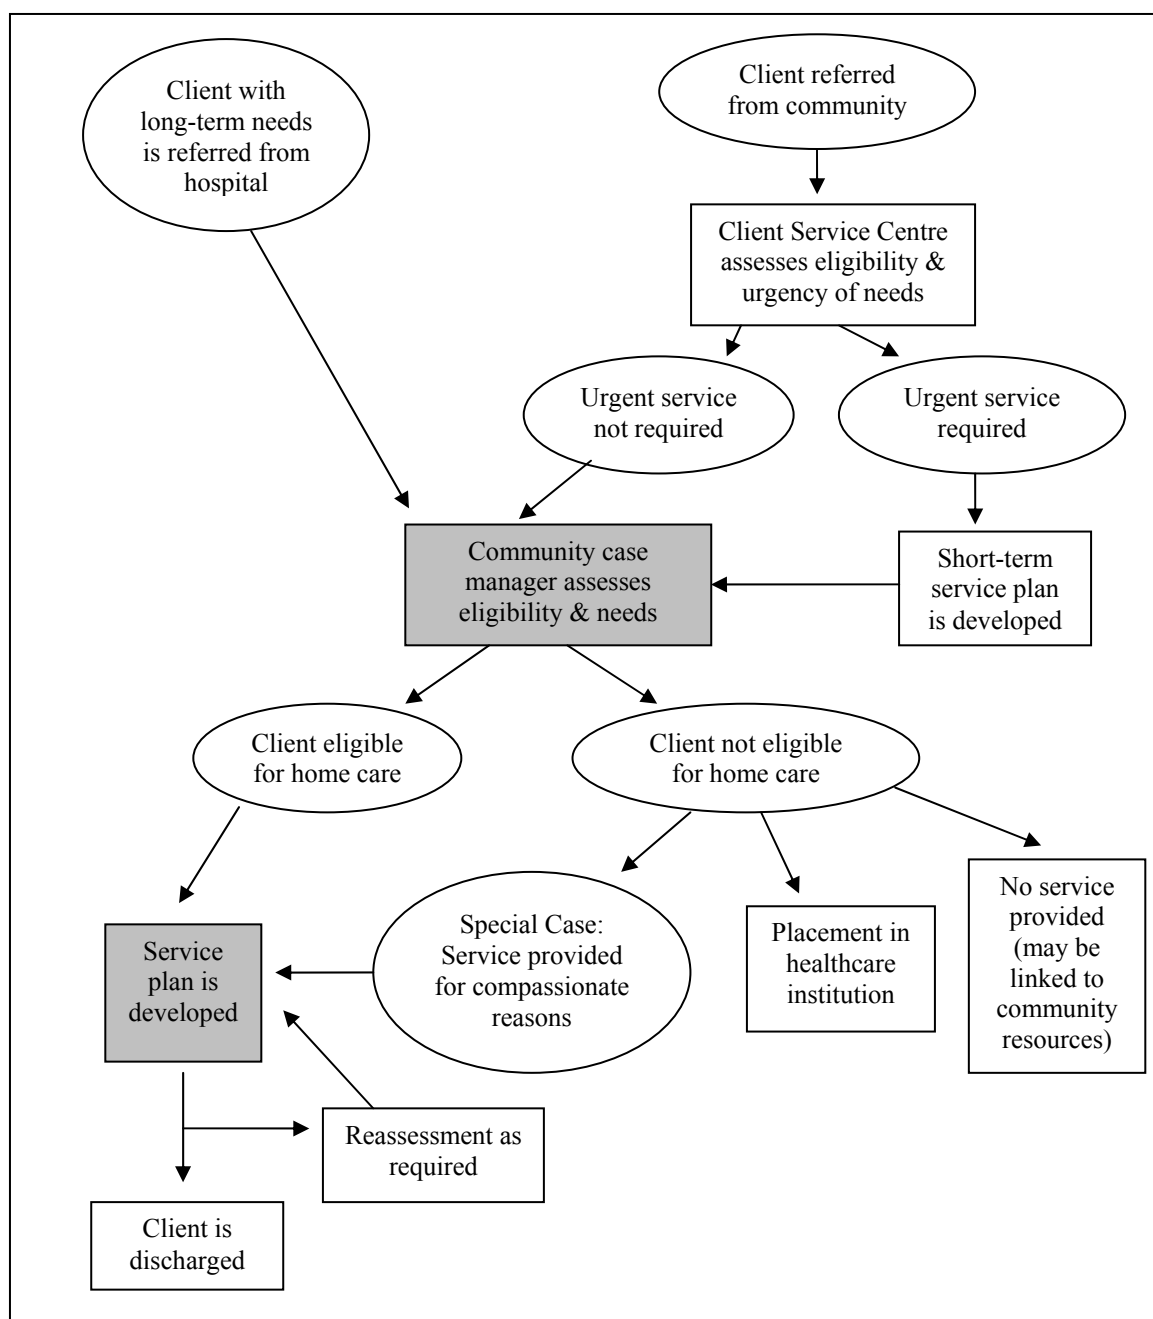 Client with
long-term needs
is referred from
hospital
Client referred
from community
Client Service Centre
assesses eligibility &
urgency of needs
Urgent service
not required
Urgent service
required
Community case
manager assesses
eligibility & needs
Short-term
service plan
is developed
Client eligible
for home care
Client not eligible
for home care
Service
plan is
developed
Special Case:
Service provided
for compassionate
reasons
Placement in
healthcare
institution
No service
provided
(may be
linked to
community
resources)
Reassessment as
required
Client is
discharged